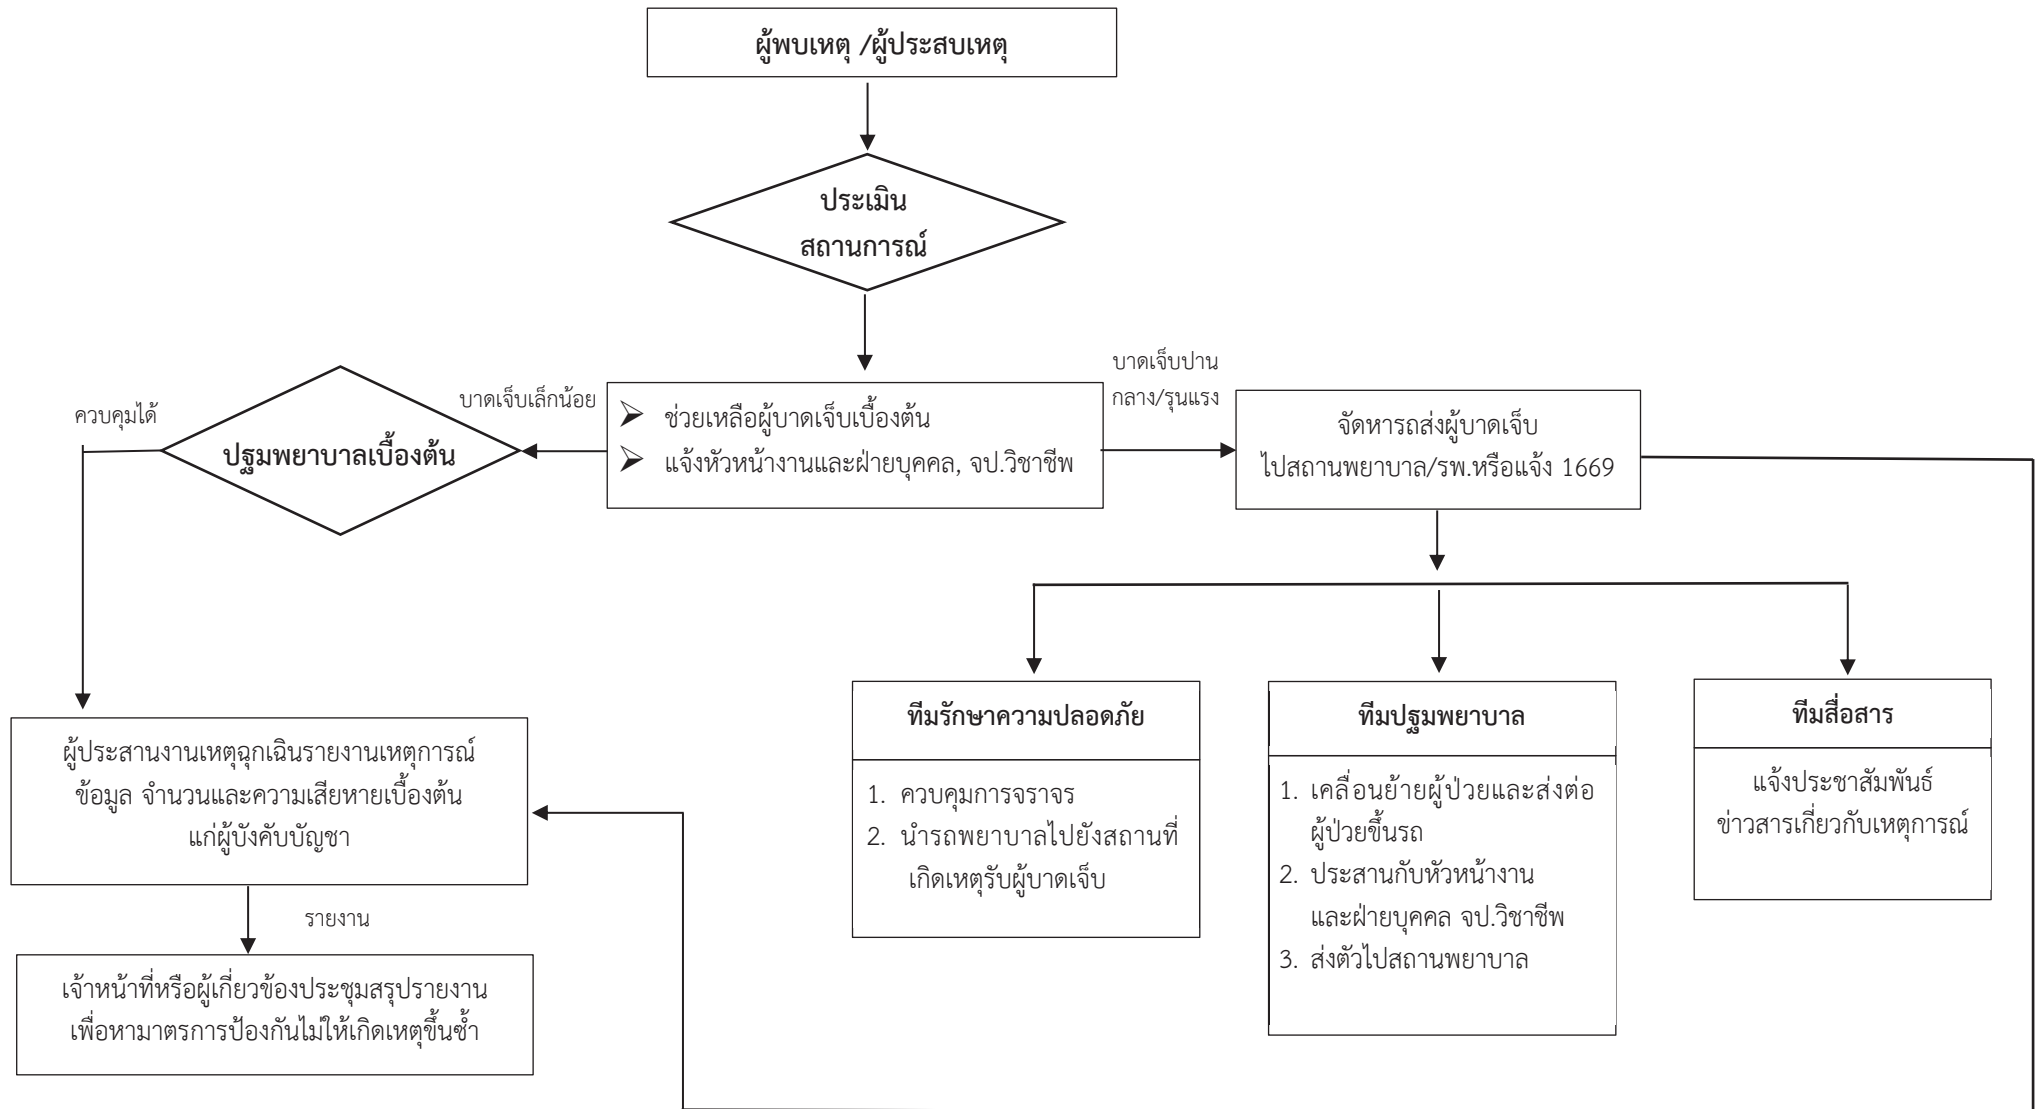 ผู้พบเหตุ /ผู้ประสบเหตุ
ประเมิน
สถานการณ์
บาดเจ็บปาน
กลาง/รุนแรง
บาดเจ็บเล็กน้อย
ควบคุมได้
ปฐมพยาบาลเบื้องต้น
➢ ช่วยเหลือผู้บาดเจ็บเบื้องต้น
➢ แจ้งหัวหน้างานและฝ่ายบุคคล, จป.วิชาชีพ
จัดหารถส่งผู้บาดเจ็บ
ไปสถานพยาบาล/รพ.หรือแจ้ง 1669
ทีมรักษาความปลอดภัย
1. ควบคุมการจราจร
2. นำรถพยาบาลไปยังสถานที่
เกิดเหตุรับผู้บาดเจ็บ
ทีมปฐมพยาบาล
1. เคลื่อนย้ายผู้ป่วยและส่งต่อ
ผู้ป่วยขึ้นรถ
2. ประสานกับหัวหน้างาน
และฝ่ายบุคคล จป.วิชาชีพ
3. ส่งตัวไปสถานพยาบาล
ทีมสื่อสาร
แจ้งประชาสัมพันธ์
ข่าวสารเกี่ยวกับเหตุการณ์
ผู้ประสานงานเหตุฉุกเฉินรายงานเหตุการณ์
ข้อมูล จำนวนและความเสียหายเบื้องต้น
แก่ผู้บังคับบัญชา
รายงาน
เจ้าหน้าที่หรือผู้เกี่ยวข้องประชุมสรุปรายงาน
เพื่อหามาตรการป้องกันไม่ให้เกิดเหตุขึ้นซ้ำ